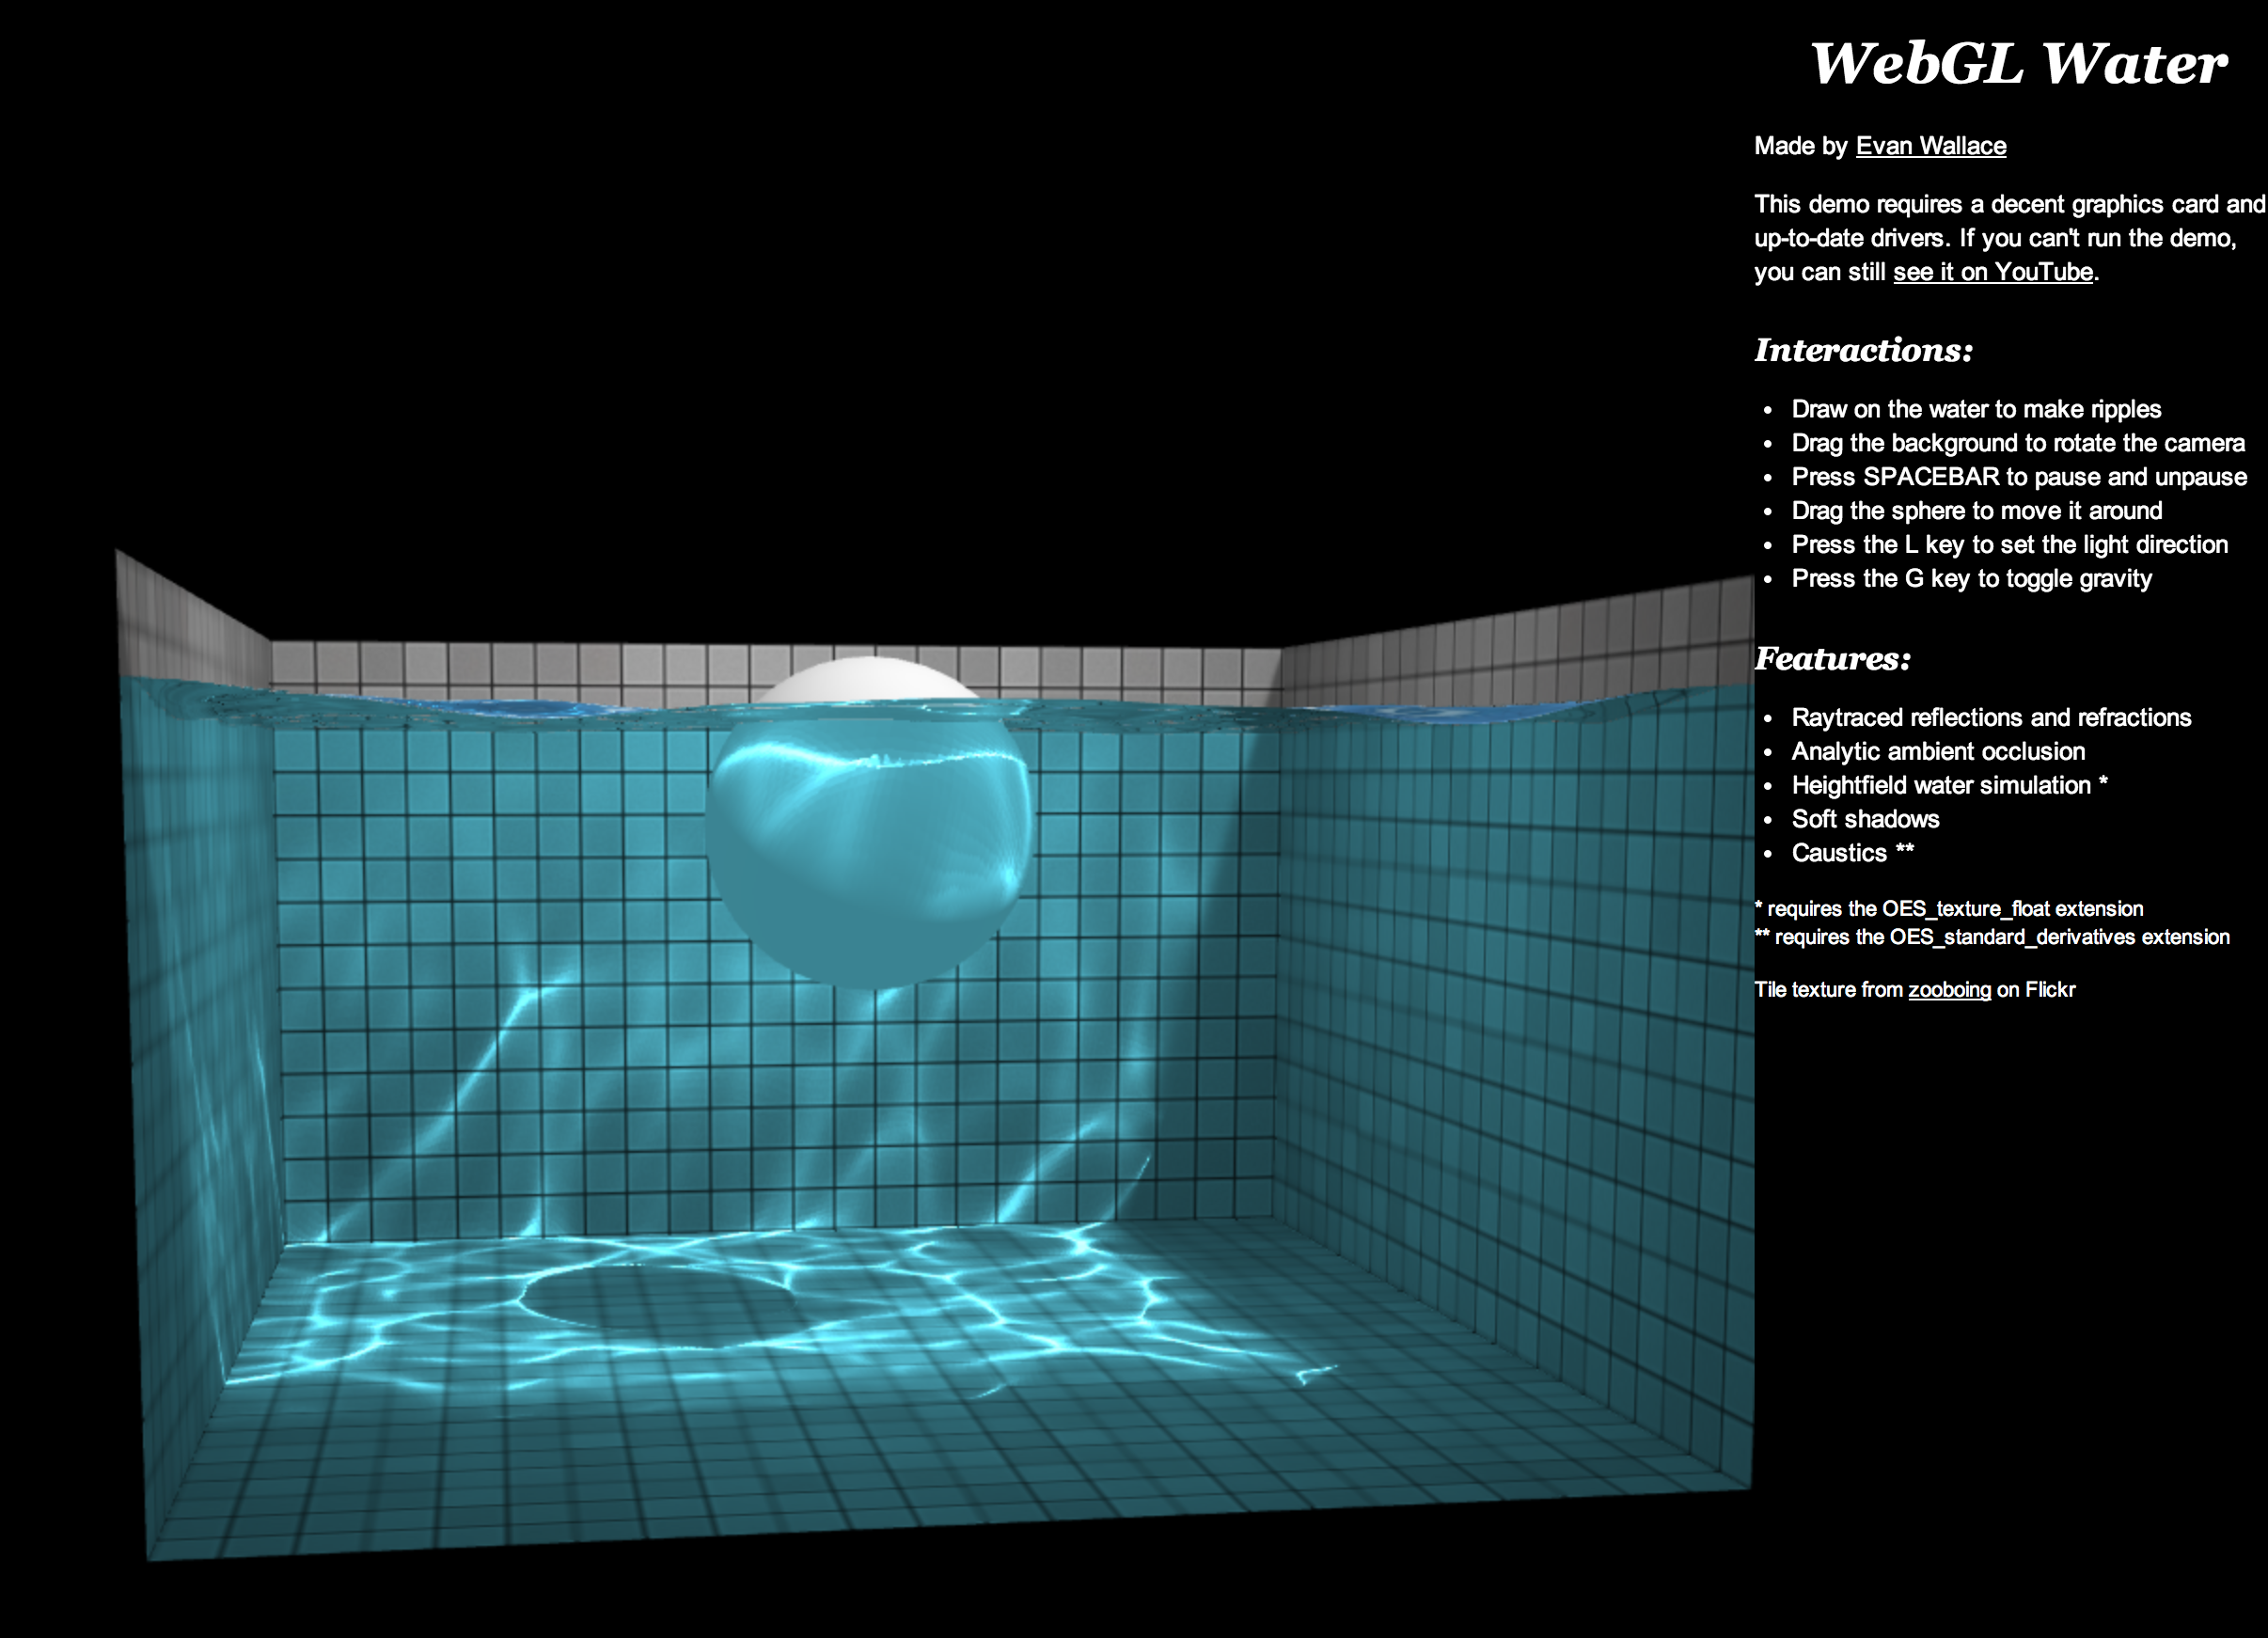 WebGL Water
Made by Evan Wallace
This demo requires a decent graphics card and
up-to-date drivers. If you can't run the demo,
you can still see it on YouTube.
Interactions:
• Draw on the water to make ripples
• Drag the background to rotate the camera
• Press SPACEBAR to pause and unpause
• Drag the sphere to move it around
• Press the L key to set the light direction
• Press the G key to toggle gravity
Features:
• Raytraced reflections and refractions
• Analytic ambient occlusion
• Heightfield water simulation *
• Soft shadows
• Caustics **
* requires the OES_texture_float extension
** requires the OES_standard_derivatives extension
Tile texture from zooboing on Flickr